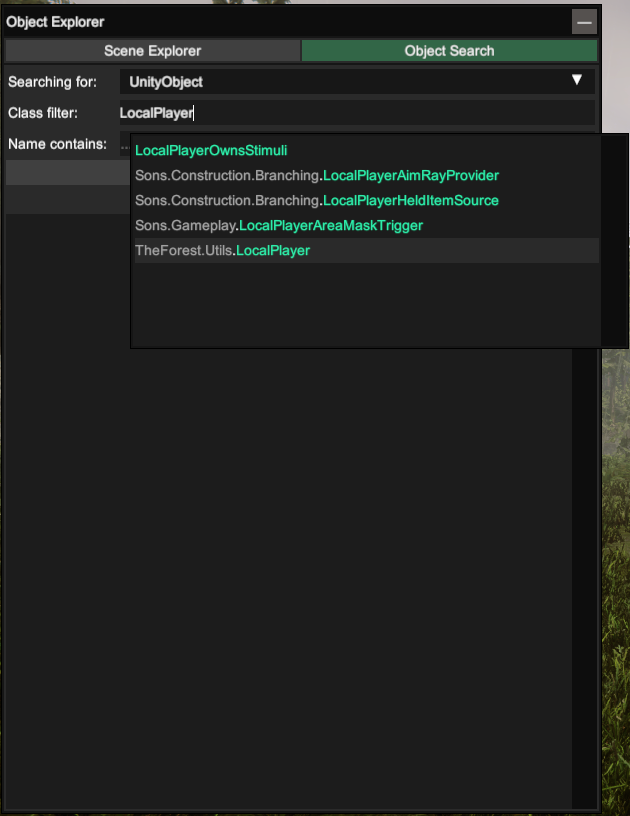 Object Explorer —
Scene Explorer Object Search
Searching for: UnityObject ▼
Class filter: LocalPlayer
Name contains: ...
LocalPlayerOwnsStimuli
Sons.Construction.Branching.LocalPlayerAimRayProvider
Sons.Construction.Branching.LocalPlayerHeldItemSource
Sons.Gameplay.LocalPlayerAreaMaskTrigger
TheForest.Utils.LocalPlayer